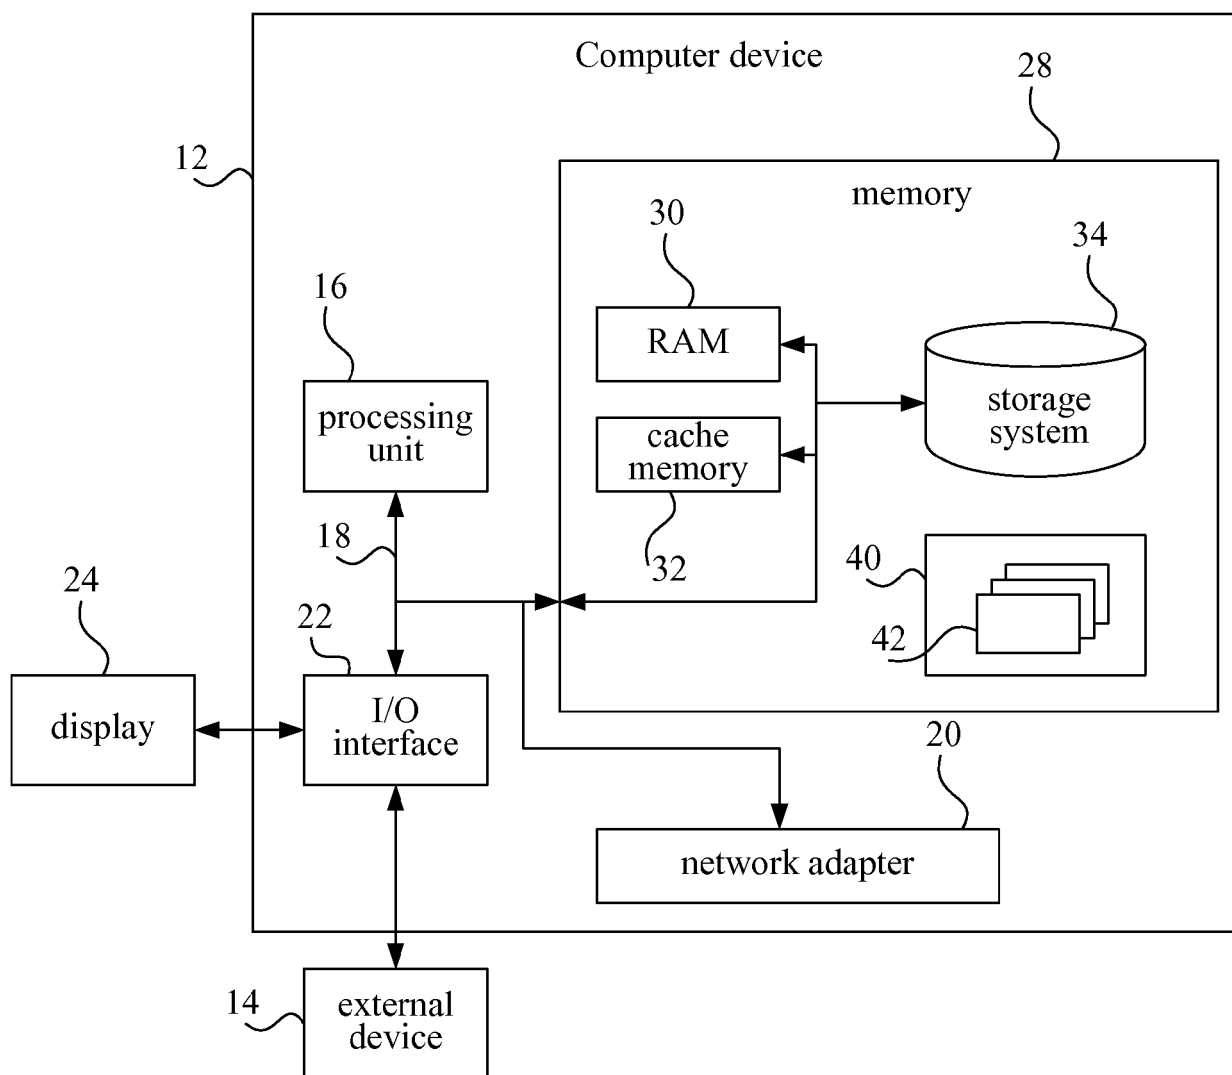 Computer device
28
12
memory
30
34
16
RAM
processing
unit
storage
system
cache
memory
18
32
40
24
22
42
display
I/O
interface
20
network adapter
14
external
device